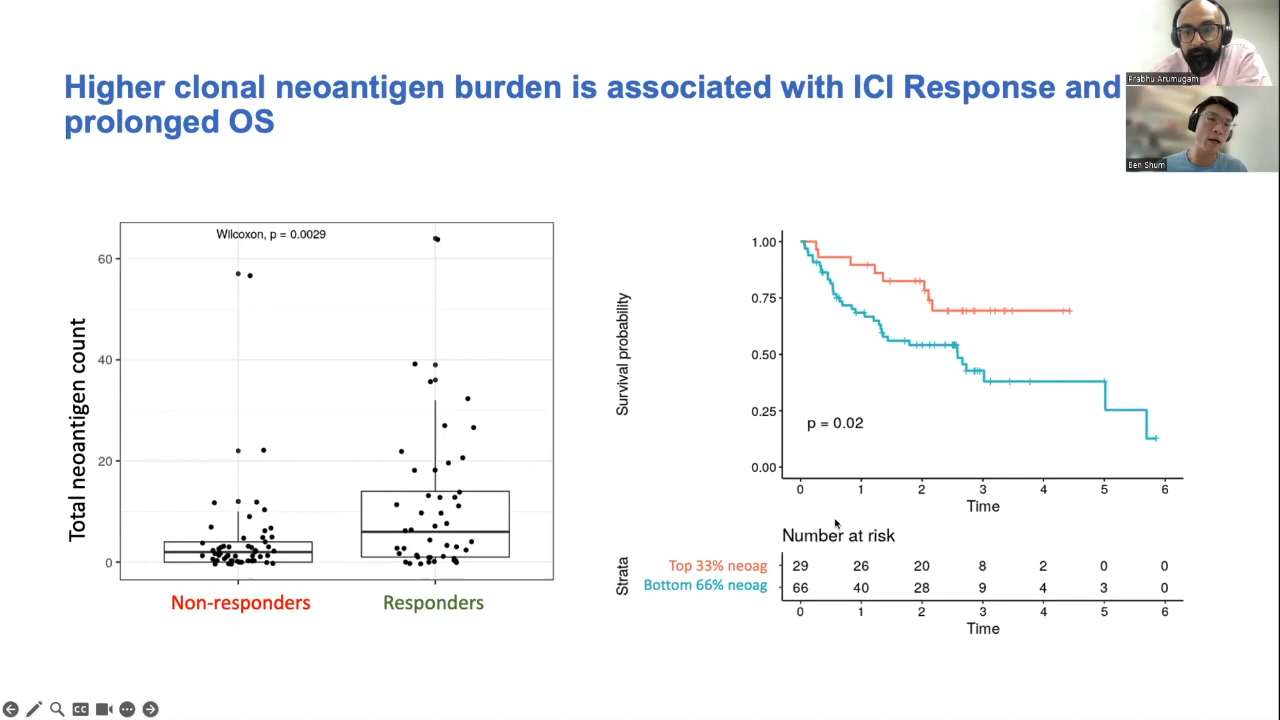 Higher clonal neoantigen burden is associated with ICI Response and
prolonged OS
Prabhu Arumugam
Ben Shum
Total neoantigen count
Wilcoxon, p = 0.0029
60
40
20
0
Non-responders
Responders
Survival probability
1.00
0.75
0.50
0.25
0.00
p = 0.02
0 1 2 3 4 5 6
Time
Number at risk
Strata
Top 33% neoag 29 26 20 8 2 0 0
Bottom 66% neoag 66 40 28 9 4 3 0
0 1 2 3 4 5 6
Time
CC